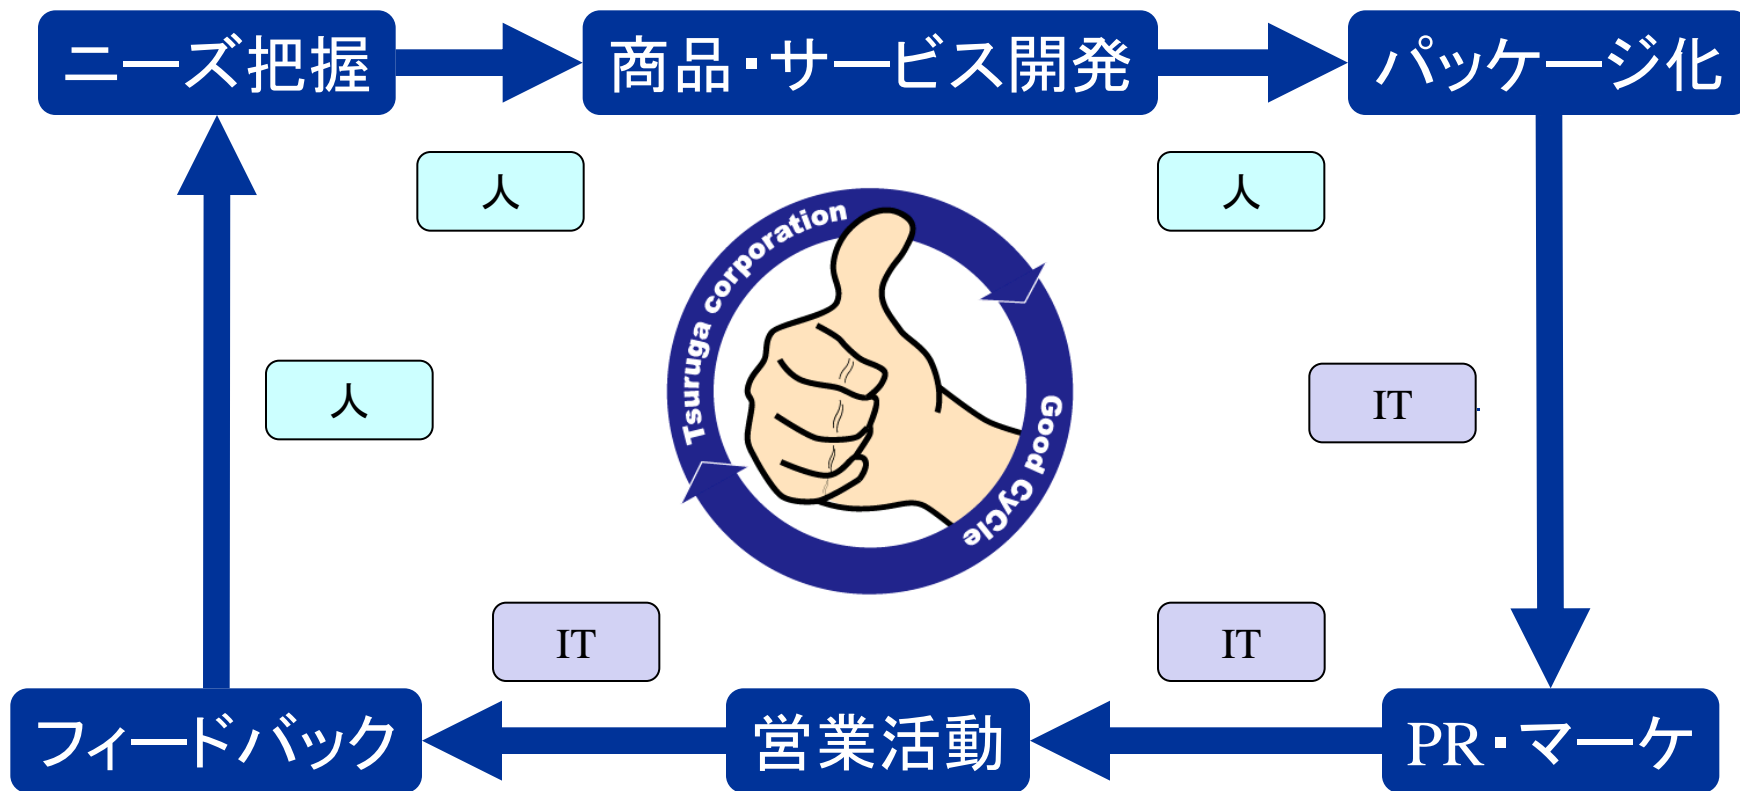 ニーズ把握
商品・サービス開発
パッケージ化
人
人
Tsuruga corporation
Good CyCle
人
IT
IT
IT
フィードバック
営業活動
PR・マーケ